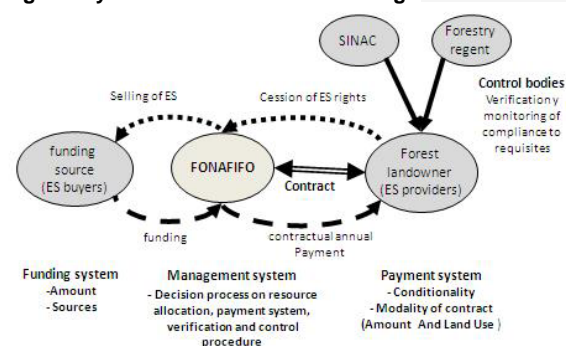 SINAC
Forestry
regent
Control bodies
Verification y
monitoring of
compliance to
requisites
Selling of ES
Cession of ES rights
funding
source
(ES buyers)
FONAFIFO
Contract
Forest
landowner
(ES providers)
funding
contractual annual
Payment
Funding system
-Amount
- Sources
Management system
- Decision process on resource
allocation, payment system,
verification and control
procedure
Payment system
- Conditionality
- Modality of contract
(Amount And Land Use )